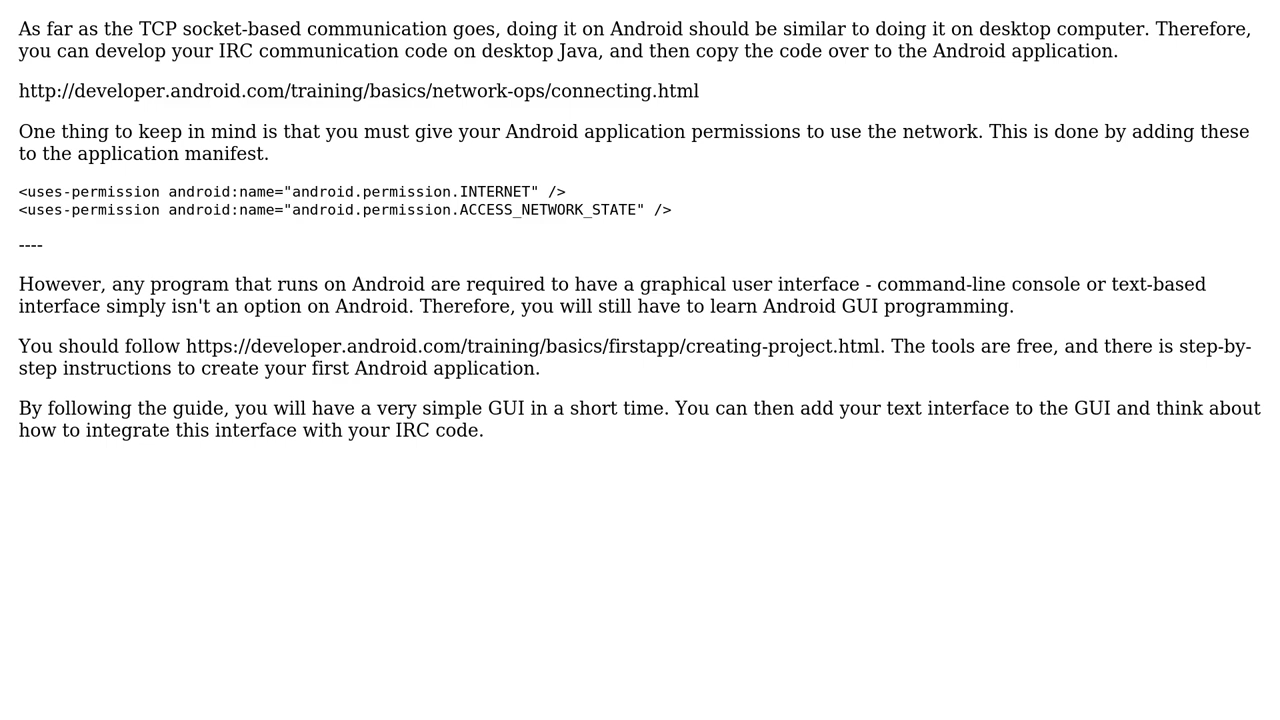 As far as the TCP socket-based communication goes, doing it on Android should be similar to doing it on desktop computer. Therefore,
you can develop your IRC communication code on desktop Java, and then copy the code over to the Android application.
http://developer.android.com/training/basics/network-ops/connecting.html
One thing to keep in mind is that you must give your Android application permissions to use the network. This is done by adding these
to the application manifest.
<uses-permission android:name="android.permission.INTERNET" />
<uses-permission android:name="android.permission.ACCESS_NETWORK_STATE" />
----
However, any program that runs on Android are required to have a graphical user interface - command-line console or text-based
interface simply isn't an option on Android. Therefore, you will still have to learn Android GUI programming.
You should follow https://developer.android.com/training/basics/firstapp/creating-project.html. The tools are free, and there is step-by-
step instructions to create your first Android application.
By following the guide, you will have a very simple GUI in a short time. You can then add your text interface to the GUI and think about
how to integrate this interface with your IRC code.